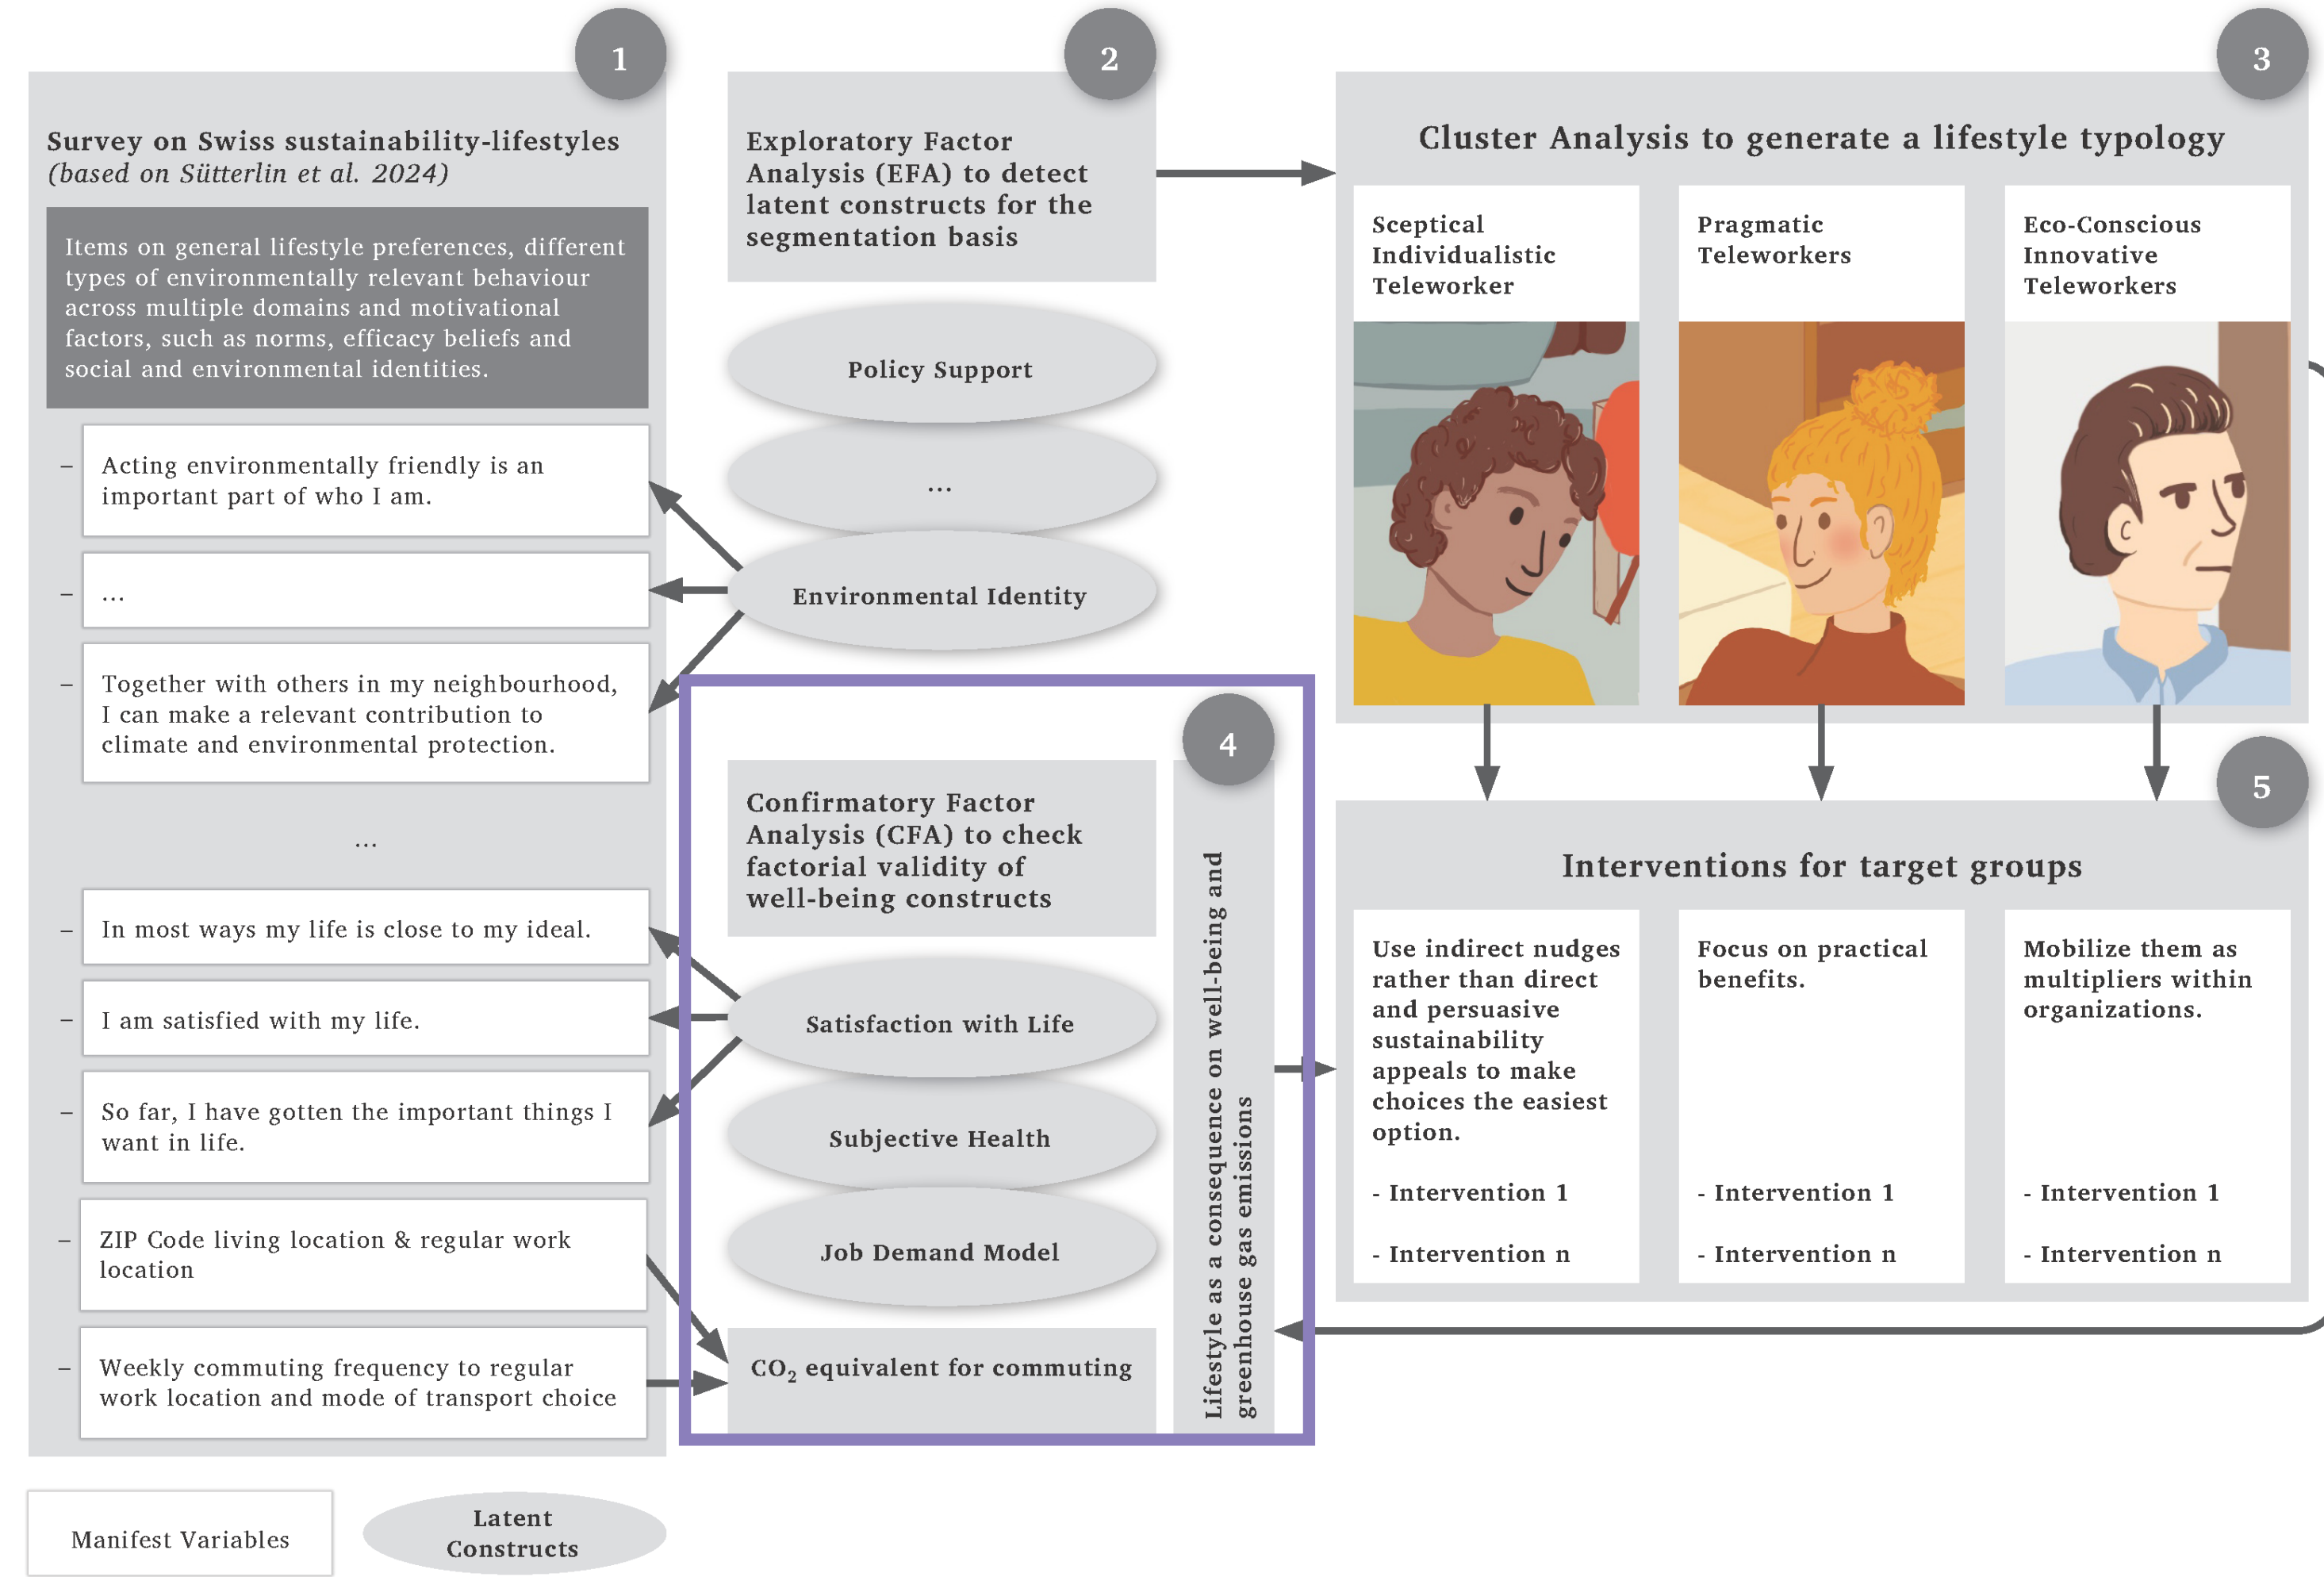 1
Survey on Swiss sustainability-lifestyles
(based on Sütterlin et al. 2024)
Items on general lifestyle preferences, different
types of environmentally relevant behaviour
across multiple domains and motivational
factors, such as norms, efficacy beliefs and
social and environmental identities.
– Acting environmentally friendly is an
important part of who I am.
– ...
– Together with others in my neighbourhood,
I can make a relevant contribution to
climate and environmental protection.
...
– In most ways my life is close to my ideal.
– I am satisfied with my life.
– So far, I have gotten the important things I
want in life.
– ZIP Code living location & regular work
location
– Weekly commuting frequency to regular
work location and mode of transport choice
Manifest Variables
Latent
Constructs
2
Exploratory Factor
Analysis (EFA) to detect
latent constructs for the
segmentation basis
Policy Support
...
Environmental Identity
4
Confirmatory Factor
Analysis (CFA) to check
factorial validity of
well-being constructs
Satisfaction with Life
Subjective Health
Job Demand Model
CO₂ equivalent for commuting
Lifestyle as a consequence on well-being and
greenhouse gas emissions
3
Cluster Analysis to generate a lifestyle typology
Sceptical
Individualistic
Teleworker
Pragmatic
Teleworkers
Eco-Conscious
Innovative
Teleworkers
5
Interventions for target groups
Use indirect nudges
rather than direct
and persuasive
sustainability
appeals to make
choices the easiest
option.
- Intervention 1
- Intervention n
Focus on practical
benefits.
- Intervention 1
- Intervention n
Mobilize them as
multipliers within
organizations.
- Intervention 1
- Intervention n